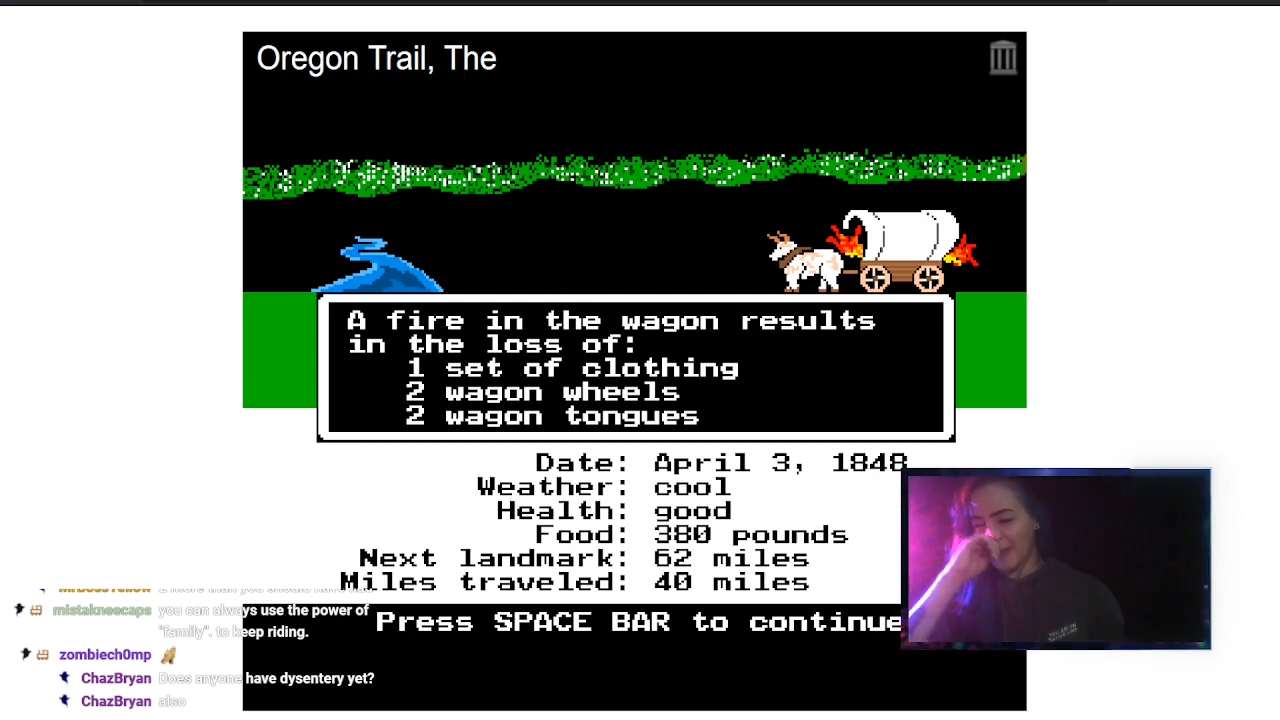 Oregon Trail, The
A fire in the wagon results
in the loss of:
1 set of clothing
2 wagon wheels
2 wagon tongues
Date: April 3, 1848
Weather: cool
Health: good
Food: 380 pounds
Next landmark: 62 miles
Miles traveled: 40 miles
Press SPACE BAR to continue
mistakneecaps you can always use the power of
"family". to keep riding.
zombiech0mp
ChazBryan Does anyone have dysentery yet?
ChazBryan also